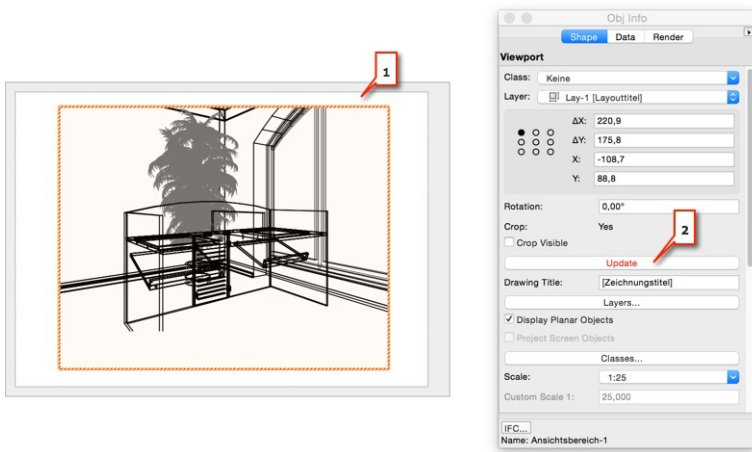 1
Obj Info
Shape Data Render
Viewport
Class: Keine
Layer: Lay-1 [Layouttitel]
ΔX: 220,9
ΔY: 175,8
X: -108,7
Y: 88,8
Rotation: 0,00°
Crop: Yes
2
Crop Visible
Update
Drawing Title: [Zeichnungstitel]
Layers...
Display Planar Objects
Project Screen Objects
Classes...
Scale: 1:25
Custom Scale 1: 25,000
IFC...
Name: Ansichtsbereich-1